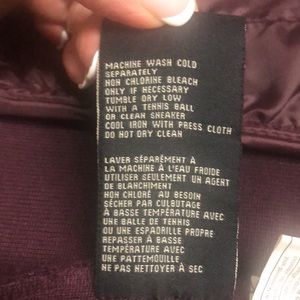 MACHINE WASH COLD
SEPARATELY
NON CHLORINE BLEACH
ONLY IF NECESSARY
TUMBLE DRY LOW
WITH A TENNIS BALL
OR CLEAN SNEAKER
COOL IRON WITH PRESS CLOTH
DO NOT DRY CLEAN
LAVER SÉPARÉMENT À
LA MACHINE À L'EAU FROIDE
UTILISER SEULEMENT UN AGENT
DE BLANCHIMENT
NON CHLORÉ AU BESOIN
SÉCHER PAR CULBUTAGE
À BASSE TEMPÉRATURE AVEC
UNE BALLE DE TENNIS
OU UNE ESPADRILLE PROPRE
REPASSER À BASSE
TEMPÉRATURE AVEC
UNE PATTEMOUILLE
NE PAS NETTOYER À SEC